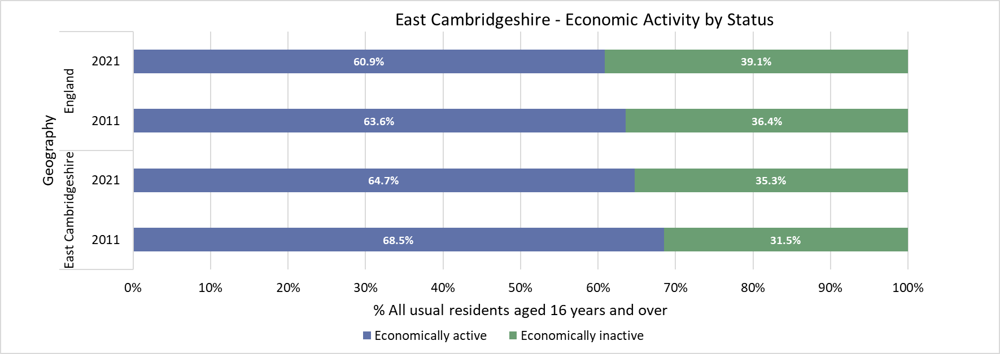 East Cambridgeshire - Economic Activity by Status
Geography
England
2021
60.9%
39.1%
2011
63.6%
36.4%
East Cambridgeshire
2021
64.7%
35.3%
2011
68.5%
31.5%
0% 10% 20% 30% 40% 50% 60% 70% 80% 90% 100%
% All usual residents aged 16 years and over
Economically active Economically inactive